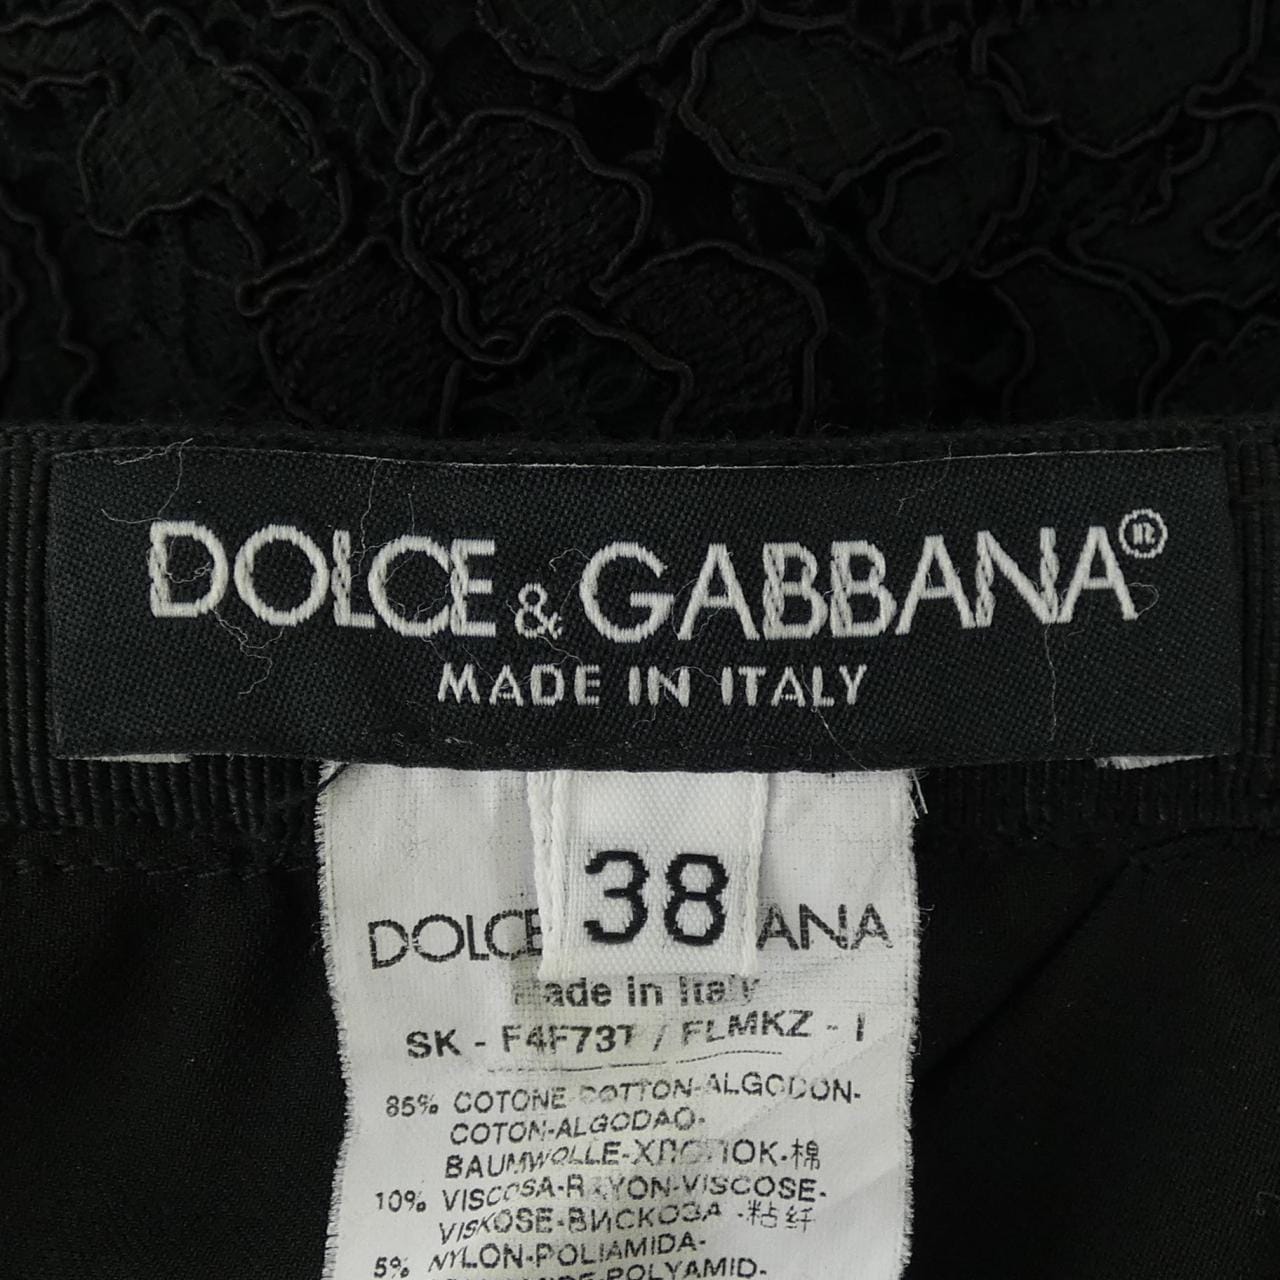 DOLCE & GABBANA®
MADE IN ITALY
38
DOLCE ANA
Made in Italy
SK - F4F73T / FLMKZ - I
85% COTONE-COTTON-ALGODON-
COTON-ALGODAO-
BAUMWOLLE-ХЛОПОК-棉
10% VISCOSA-RAYON-VISCOSE-
VISKOSE-ВИСКОЗА-粘纤
5% NYLON-POLIAMIDA-
POLYAMID-